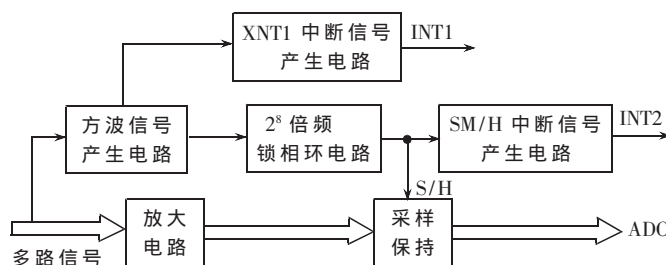 XNT1 中断信号
产生电路
INT1
方波信号
产生电路
2⁸ 倍频
锁相环电路
SM/H 中断信号
产生电路
INT2
S/H
多路信号
放大
电路
采样
保持
ADC